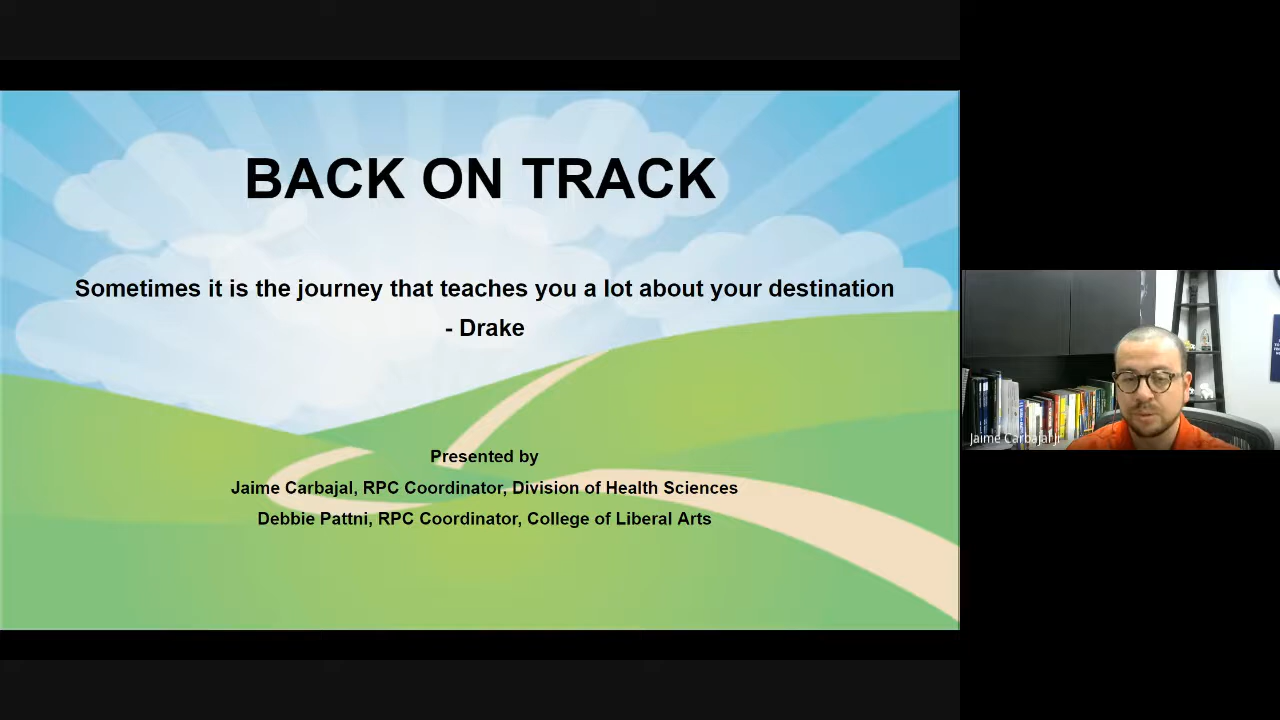 BACK ON TRACK
Sometimes it is the journey that teaches you a lot about your destination
- Drake
Presented by
Jaime Carbajal, RPC Coordinator, Division of Health Sciences
Debbie Pattni, RPC Coordinator, College of Liberal Arts
Jaime Carbajal Jr